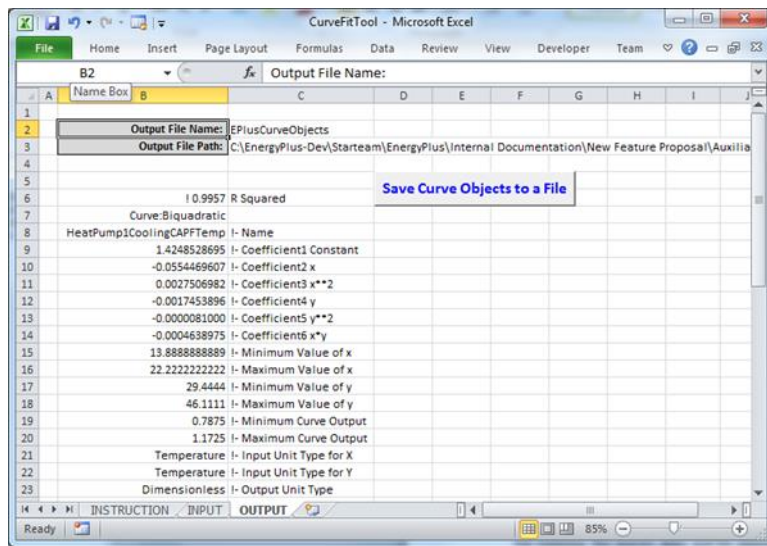 CurveFitTool - Microsoft Excel
File Home Insert Page Layout Formulas Data Review View Developer Team
B2 fx Output File Name:
Name Box
A B C D E F G H I J
1
2 Output File Name: EPlusCurveObjects
3 Output File Path: C:\EnergyPlus-Dev\Starteam\EnergyPlus\Internal Documentation\New Feature Proposal\Auxilia
4
5
Save Curve Objects to a File
6 ! 0.9957 R Squared
7 Curve:Biquadratic
8 HeatPump1CoolingCAPFTemp !- Name
9 1.4248528695 !- Coefficient1 Constant
10 -0.0554469607 !- Coefficient2 x
11 0.0027506982 !- Coefficient3 x**2
12 -0.0017453896 !- Coefficient4 y
13 -0.0000081000 !- Coefficient5 y**2
14 -0.0004638975 !- Coefficient6 x*y
15 13.8888888889 !- Minimum Value of x
16 22.2222222222 !- Maximum Value of x
17 29.4444 !- Minimum Value of y
18 46.1111 !- Maximum Value of y
19 0.7875 !- Minimum Curve Output
20 1.1725 !- Maximum Curve Output
21 Temperature !- Input Unit Type for X
22 Temperature !- Input Unit Type for Y
23 Dimensionless !- Output Unit Type
INSTRUCTION INPUT OUTPUT
Ready 85%